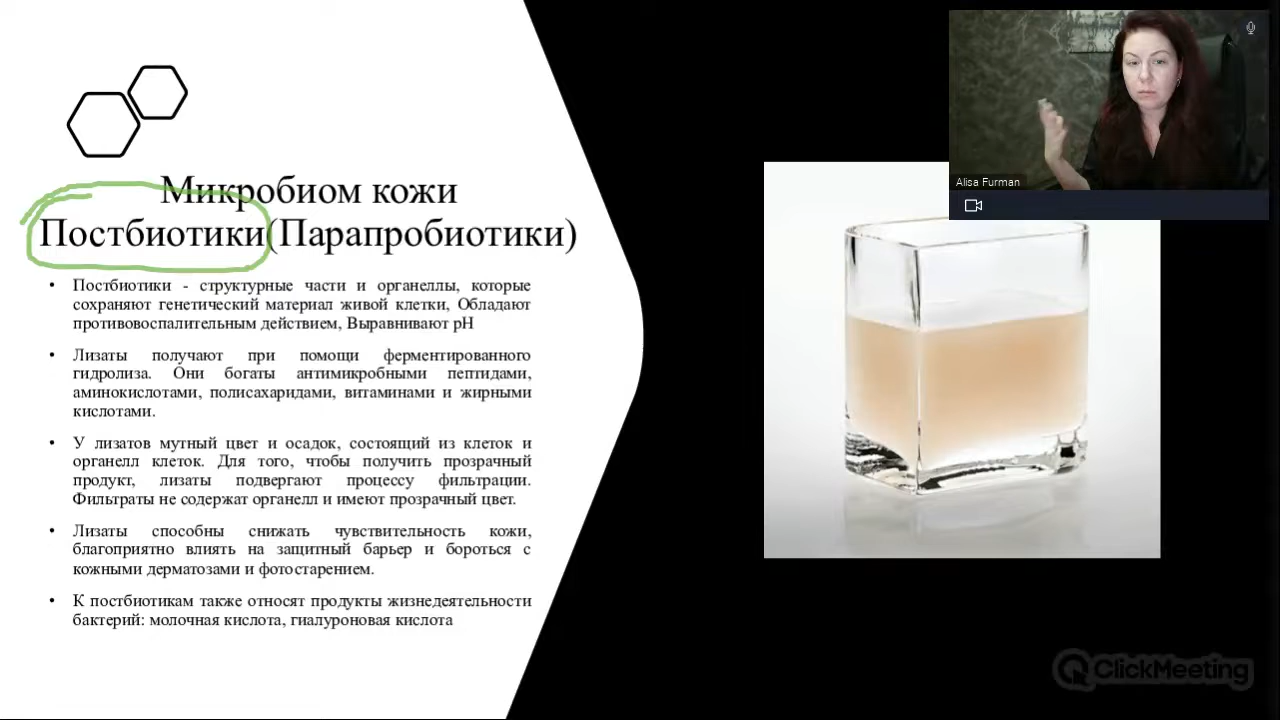 Микробиом кожи
Постбиотики(Парапробиотики)
• Постбиотики - структурные части и органеллы, которые
сохраняют генетический материал живой клетки, Обладают
противовоспалительным действием, Выравнивают pH
• Лизаты получают при помощи ферментированного
гидролиза. Они богаты антимикробными пептидами,
аминокислотами, полисахаридами, витаминами и жирными
кислотами.
• У лизатов мутный цвет и осадок, состоящий из клеток и
органелл клеток. Для того, чтобы получить прозрачный
продукт, лизаты подвергают процессу фильтрации.
Фильтраты не содержат органелл и имеют прозрачный цвет.
• Лизаты способны снижать чувствительность кожи,
благоприятно влиять на защитный барьер и бороться с
кожными дерматозами и фотостарением.
• К постбиотикам также относят продукты жизнедеятельности
бактерий: молочная кислота, гиалуроновая кислота
Alisa Furman
ClickMeeting